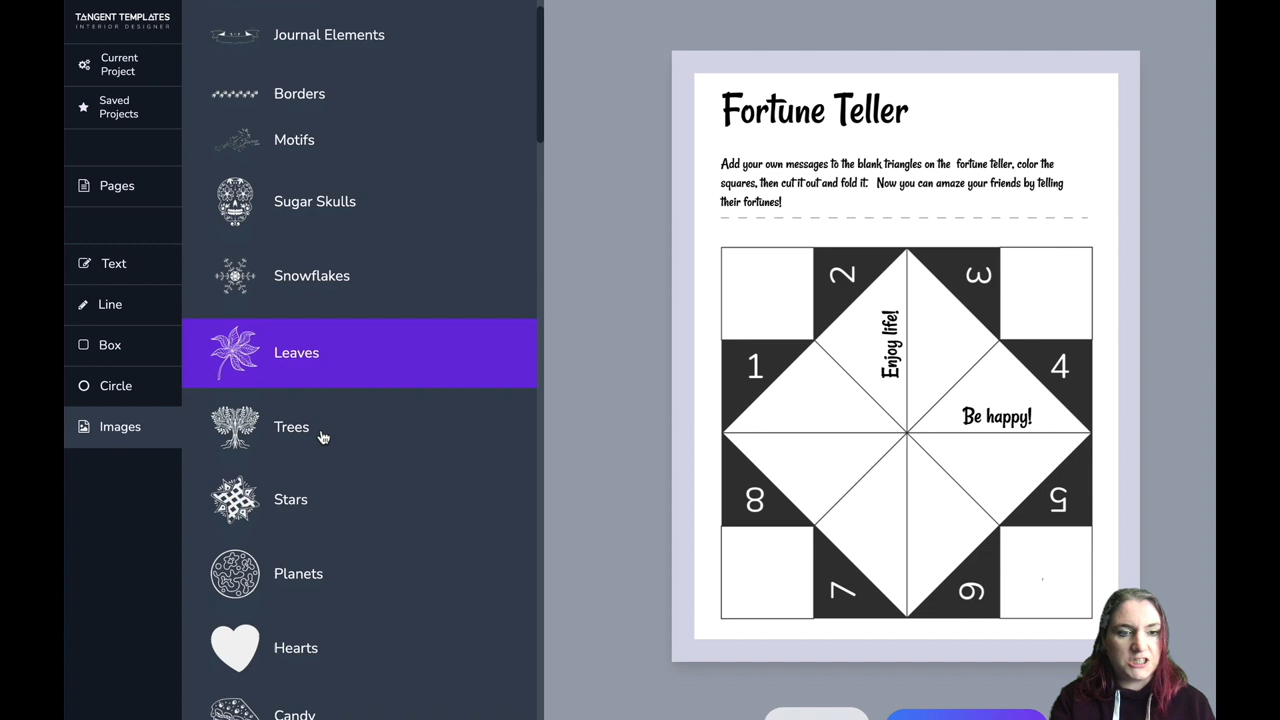 TANGENT TEMPLATES
INTERIOR DESIGNER
Current
Project
Saved
Projects
Pages
Text
Line
Box
Circle
Images
Journal Elements
Borders
Motifs
Sugar Skulls
Snowflakes
Leaves
Trees
Stars
Planets
Hearts
Candy
Fortune Teller
Add your own messages to the blank triangles on the fortune teller, color the
squares, then cut it out and fold it. Now you can amaze your friends by telling
their fortunes!
2
3
Enjoy life!
1
4
Be happy!
8
5
7
6